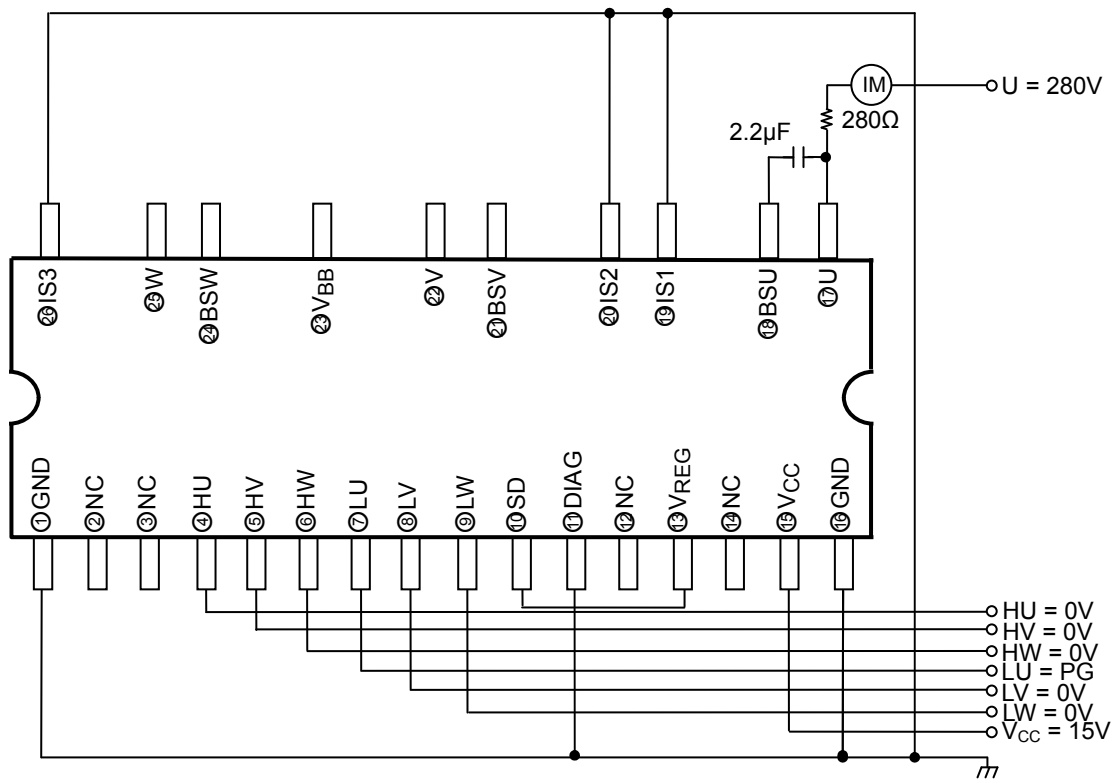 IM
U = 280V
280Ω
2.2μF
㉖IS3
㉕W
㉔BSW
㉓VBB
㉒V
㉑BSV
⑳IS2
⑲IS1
⑱BSU
⑰U
①GND
②NC
③NC
④HU
⑤HV
⑥HW
⑦LU
⑧LV
⑨LW
⑩SD
⑪DIAG
⑫NC
⑬VREG
⑭NC
⑮VCC
⑯GND
HU = 0V
HV = 0V
HW = 0V
LU = PG
LV = 0V
LW = 0V
VCC = 15V